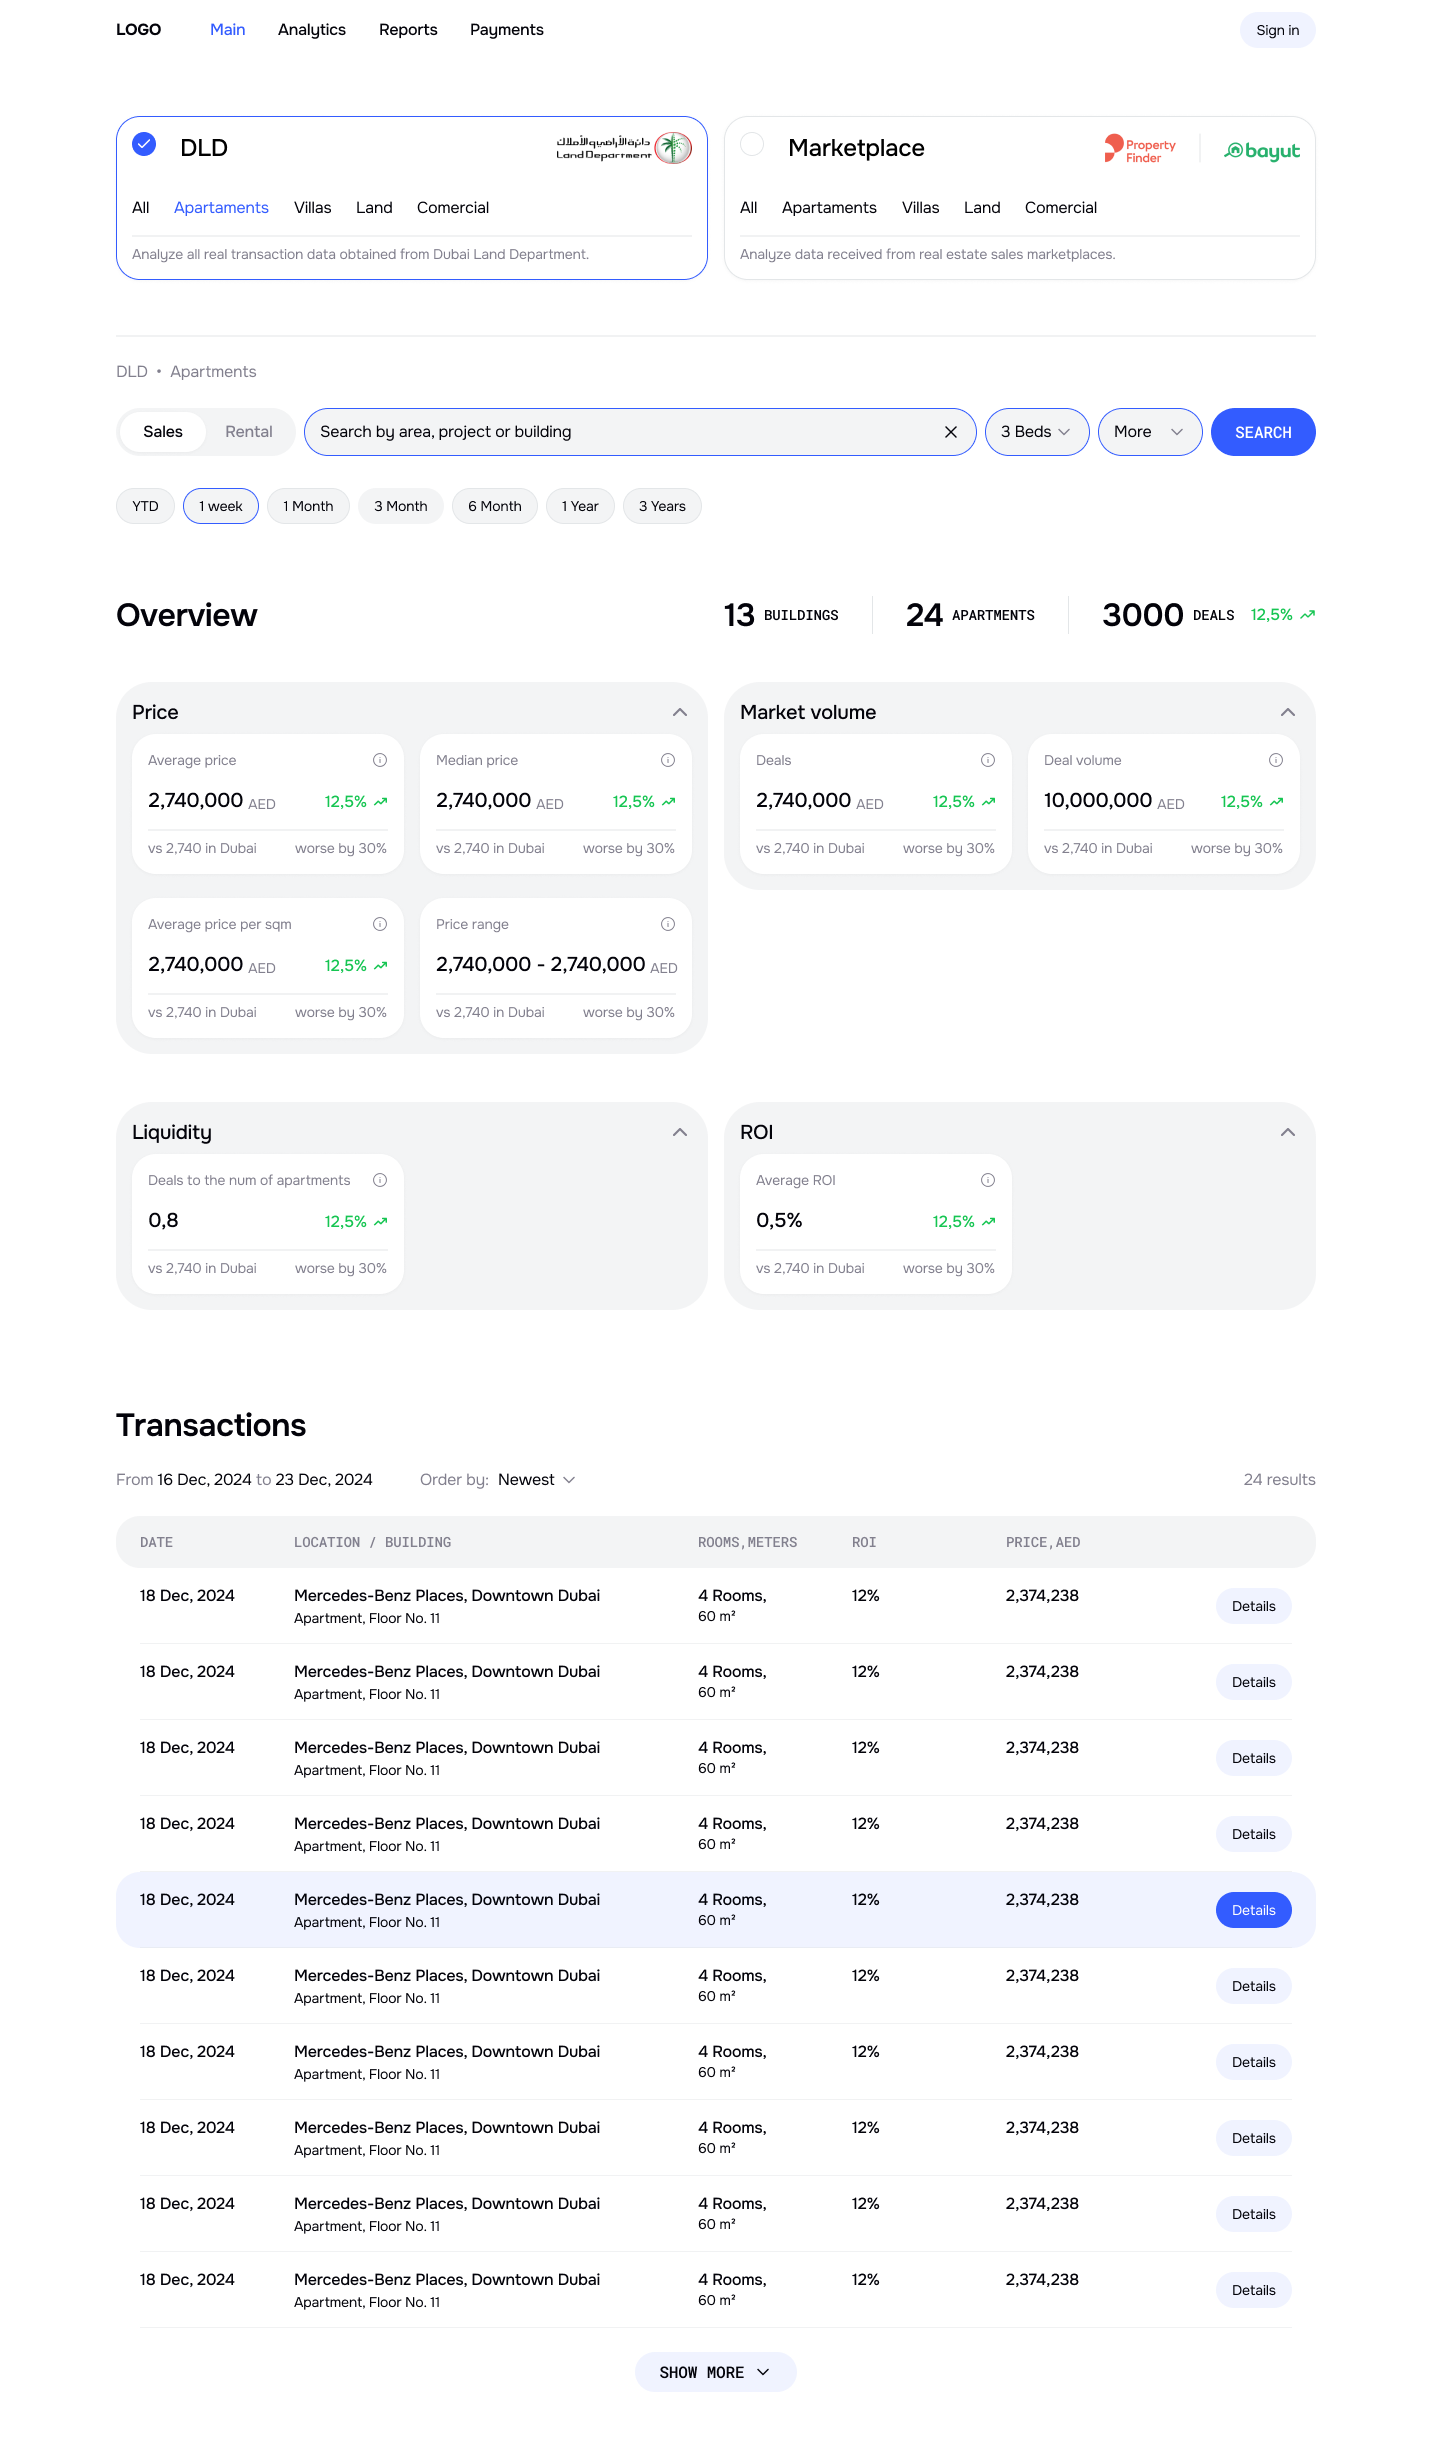 LOGO Main Analytics Reports Payments Sign in
DLD دائرة الأراضي والأملاك Land Department
All Apartaments Villas Land Comercial
Analyze all real transaction data obtained from Dubai Land Department.
Marketplace Property Finder bayut
All Apartaments Villas Land Comercial
Analyze data received from real estate sales marketplaces.
DLD • Apartments
Sales Rental Search by area, project or building 3 Beds More SEARCH
YTD 1 week 1 Month 3 Month 6 Month 1 Year 3 Years
Overview 13 BUILDINGS 24 APARTMENTS 3000 DEALS 12,5%
Price
Average price
2,740,000 AED 12,5%
vs 2,740 in Dubai worse by 30%
Median price
2,740,000 AED 12,5%
vs 2,740 in Dubai worse by 30%
Average price per sqm
2,740,000 AED 12,5%
vs 2,740 in Dubai worse by 30%
Price range
2,740,000 - 2,740,000 AED
vs 2,740 in Dubai worse by 30%
Market volume
Deals
2,740,000 AED 12,5%
vs 2,740 in Dubai worse by 30%
Deal volume
10,000,000 AED 12,5%
vs 2,740 in Dubai worse by 30%
Liquidity
Deals to the num of apartments
0,8 12,5%
vs 2,740 in Dubai worse by 30%
ROI
Average ROI
0,5% 12,5%
vs 2,740 in Dubai worse by 30%
Transactions
From 16 Dec, 2024 to 23 Dec, 2024 Order by: Newest 24 results
DATE LOCATION / BUILDING ROOMS,METERS ROI PRICE,AED
18 Dec, 2024 Mercedes-Benz Places, Downtown Dubai 4 Rooms, 12% 2,374,238 Details
Apartment, Floor No. 11 60 m²
18 Dec, 2024 Mercedes-Benz Places, Downtown Dubai 4 Rooms, 12% 2,374,238 Details
Apartment, Floor No. 11 60 m²
18 Dec, 2024 Mercedes-Benz Places, Downtown Dubai 4 Rooms, 12% 2,374,238 Details
Apartment, Floor No. 11 60 m²
18 Dec, 2024 Mercedes-Benz Places, Downtown Dubai 4 Rooms, 12% 2,374,238 Details
Apartment, Floor No. 11 60 m²
18 Dec, 2024 Mercedes-Benz Places, Downtown Dubai 4 Rooms, 12% 2,374,238 Details
Apartment, Floor No. 11 60 m²
18 Dec, 2024 Mercedes-Benz Places, Downtown Dubai 4 Rooms, 12% 2,374,238 Details
Apartment, Floor No. 11 60 m²
18 Dec, 2024 Mercedes-Benz Places, Downtown Dubai 4 Rooms, 12% 2,374,238 Details
Apartment, Floor No. 11 60 m²
18 Dec, 2024 Mercedes-Benz Places, Downtown Dubai 4 Rooms, 12% 2,374,238 Details
Apartment, Floor No. 11 60 m²
18 Dec, 2024 Mercedes-Benz Places, Downtown Dubai 4 Rooms, 12% 2,374,238 Details
Apartment, Floor No. 11 60 m²
18 Dec, 2024 Mercedes-Benz Places, Downtown Dubai 4 Rooms, 12% 2,374,238 Details
Apartment, Floor No. 11 60 m²
SHOW MORE